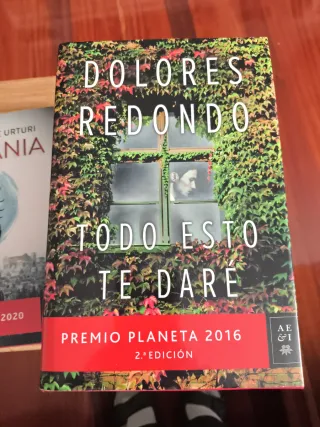 DOLORES
REDONDO
TODO ESTO
TE DARÉ
PREMIO PLANETA 2016
2.ª EDICIÓN
AE
&I
URTURI
ANIA
2020